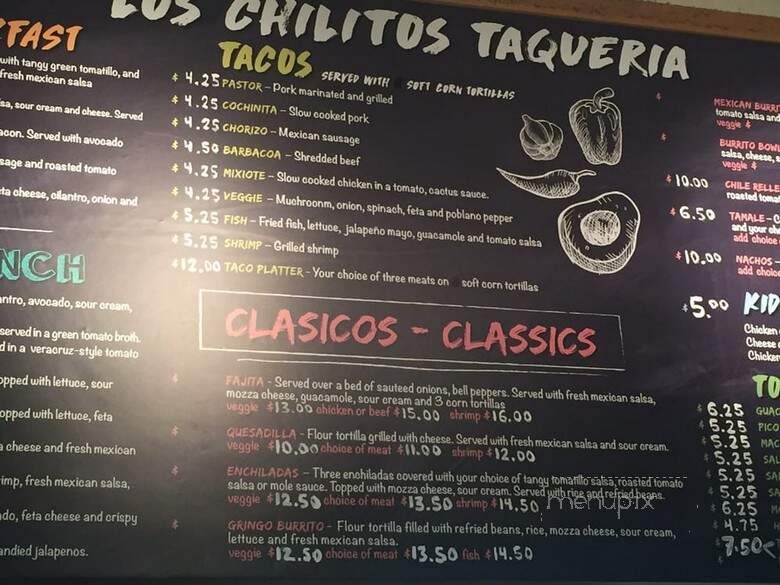 LOS CHILITOS TAQUERIA
TACOS SERVED WITH SOFT CORN TORTILLAS
$4.25 PASTOR - Pork marinated and grilled
$4.25 COCHINITA - Slow cooked pork
$4.25 CHORIZO - Mexican sausage
$4.50 BARBACOA - Shredded beef
$4.25 MIXIOTE - Slow cooked chicken in a tomato, cactus sauce.
$4.25 VEGGIE - Muchroonm, onion, spinach, feta and poblano pepper
$5.25 FISH - Fried fish, lettuce, jalapeño mayo, guacamole and tomato salsa
$5.25 SHRIMP - Grilled shrimp
$12.00 TACO PLATTER - Your choice of three meats on soft corn tortillas
CLASICOS - CLASSICS
FAJITA - Served over a bed of sauteed onions, bell peppers. Served with fresh mexican salsa,
mozza cheese, guacamole, sour cream and 3 corn tortillas
veggie $13.00 chicken or beef $15.00 shrimp $16.00
QUESADILLA - Flour tortilla grilled with cheese. Served with fresh mexican salsa and sour cream.
veggie $10.00 choice of meat $11.00 shrimp $12.00
ENCHILADAS - Three enchiladas covered with your choice of tangy tomatillo salsa, roasted tomato
salsa or mole sauce. Topped with mozza cheese, sour cream. Served with rice and refried beans.
veggie $12.50 choice of meat $13.50 shrimp $14.50
GRINGO BURRITO - Flour tortilla filled with refried beans, rice, mozza cheese, sour cream,
lettuce and fresh mexican salsa.
veggie $12.50 choice of meat $13.50 fish $14.50
menupix
KFAST
with tangy green tomatillo, and
fresh mexican salsa
sa, sour cream and cheese. Served
acon. Served with avocado
sage and roasted tomato
ta cheese, cilantro, onion and
NCH
antro, avocado, sour cream,
served in a green tomato broth.
d in a veracruz-style tomato
opped with lettuce, sour
opped with lettuce, feta
a cheese and fresh mexican
rimp, fresh mexican salsa,
ado, feta cheese and crispy
andied jalapenos.
MEXICAN BURRI
tomato salsa and
veggie $
BURRITO BOWL
salsa, cheese,
veggie $
$10.00 CHILE RELLE
roasted tomat
$6.50 TAMALE - C
and your cho
add choice
$10.00 NACHOS -
add choic
$5.00 KID
Chicken
Cheese
Chicken
TO
$6.25 GUA
$5.25 PICO
$5.25 MAC
$5.25 SAL
$5.25 SA
$5.25 SA
$6.25
$4.75
$7.50